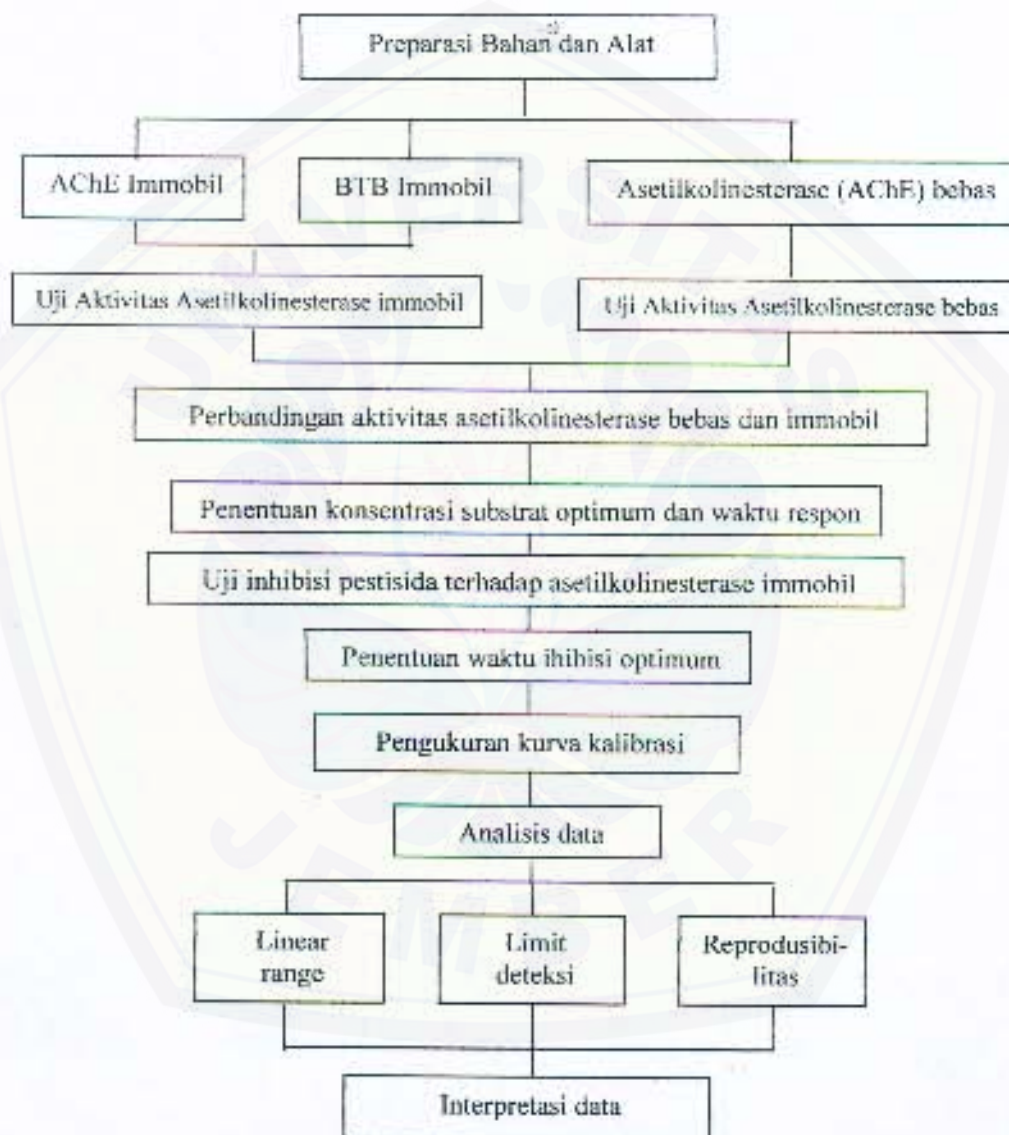 Preparasi Bahan dan Alat
AChE Immobil
BTB Immobil
Asetilkolinesterase (AChE) bebas
Uji Aktivitas Asetilkolinesterase immobil
Uji Aktivitas Asetilkolinesterase bebas
Perbandingan aktivitas asetilkolinesterase bebas dan immobil
Penentuan konsentrasi substrat optimum dan waktu respon
Uji inhibisi pestisida terhadap asetilkolinesterase immobil
Penentuan waktu ihibisi optimum
Pengukuran kurva kalibrasi
Analisis data
Linear
range
Limit
deteksi
Reprodusibi-
litas
Interpretasi data
UNIVERSITAS
JEMBER